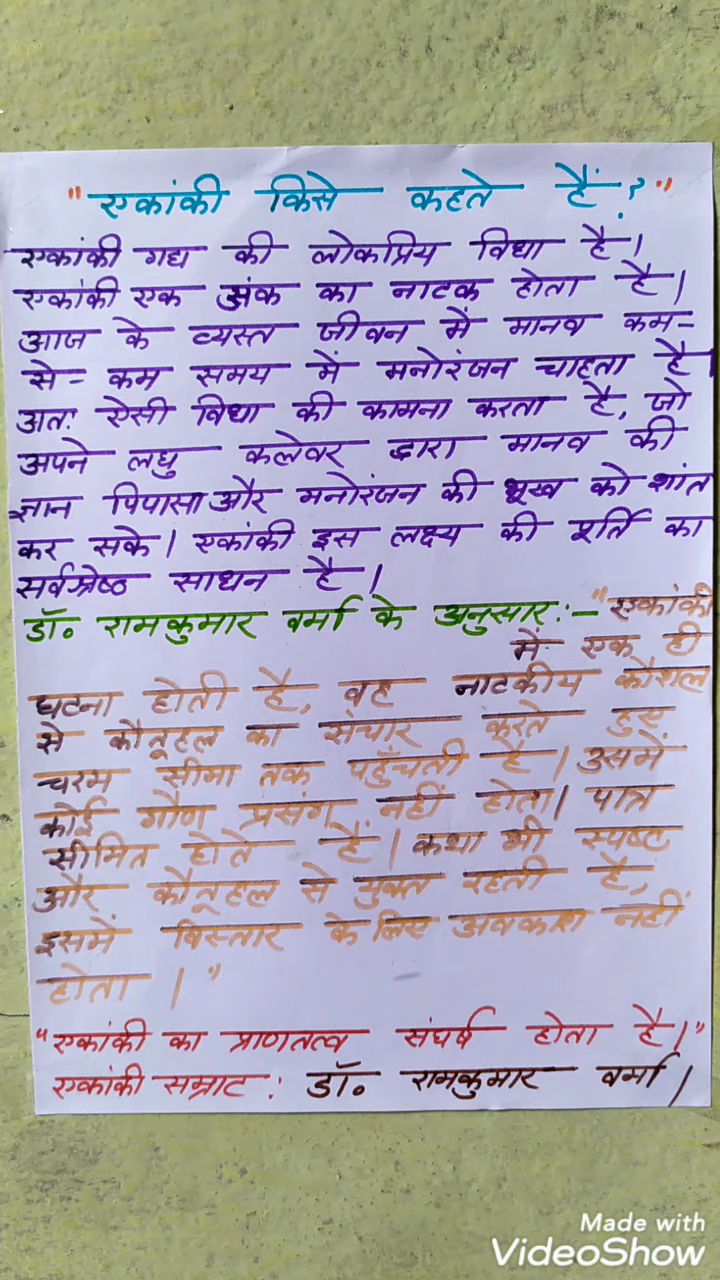 "एकांकी किसे कहते हैं?"
एकांकी गद्य की लोकप्रिय विधा है।
एकांकी एक अंक का नाटक होता है।
आज के व्यस्त जीवन में मानव कम-
से-कम समय में मनोरंजन चाहता है।
अतः ऐसी विधा की कामना करता है, जो
अपने लघु कलेवर द्वारा मानव की
ज्ञान पिपासा और मनोरंजन की भूख को शांत
कर सके। एकांकी इस लक्ष्य की पूर्ति का
सर्वश्रेष्ठ साधन है।
डॉ॰ रामकुमार वर्मा के अनुसार:- "एकांकी
में एक ही
घटना होती है, वह नाटकीय कौशल
से कौतूहल का संचार करते हुए
चरम सीमा तक पहुँचती है। उसमें
कोई गौण प्रसंग नहीं होता। पात्र
सीमित होते हैं। कथा भी स्पष्ट
और कौतूहल से युक्त रहती है,
इसमें विस्तार के लिए अवकाश नहीं
होता।"
"एकांकी का प्राणतत्व संघर्ष होता है।"
एकांकी सम्राट: डॉ॰ रामकुमार वर्मा।
Made with
VideoShow